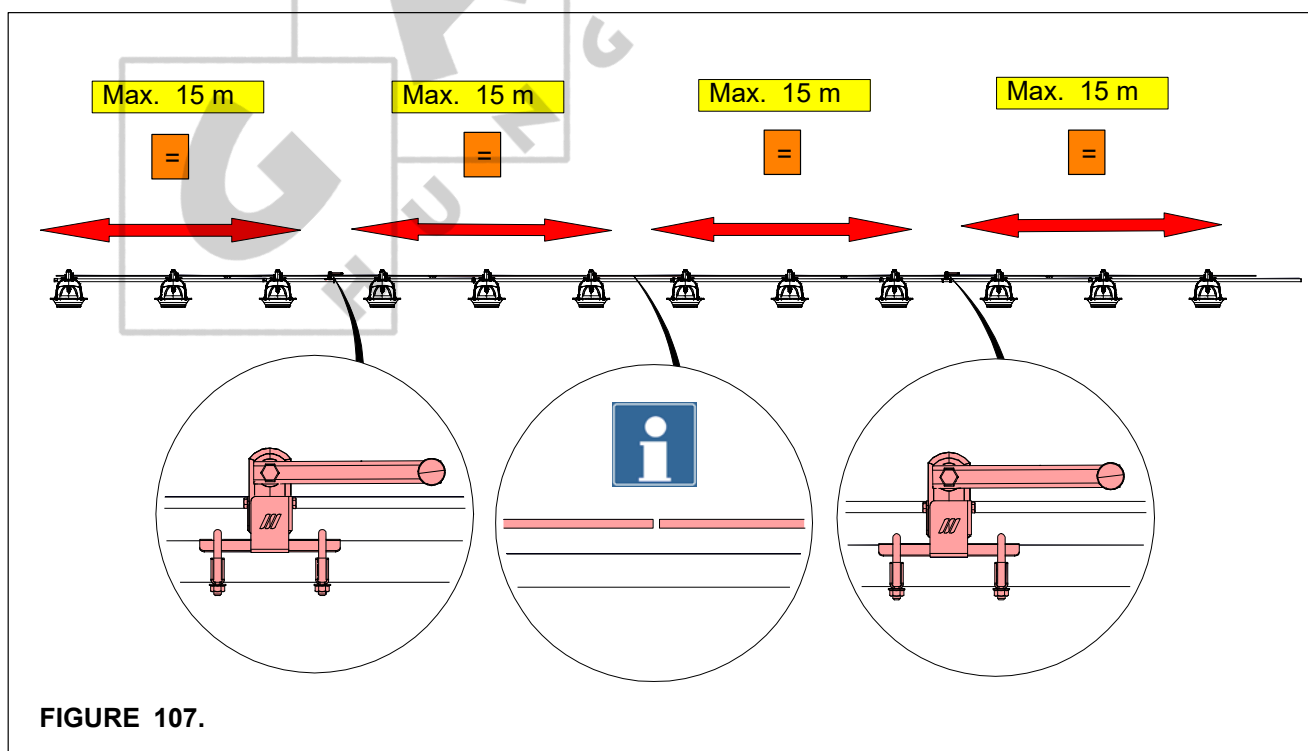 Max. 15 m
Max. 15 m
Max. 15 m
Max. 15 m
=
=
=
=
G
H U N G
FIGURE 107.